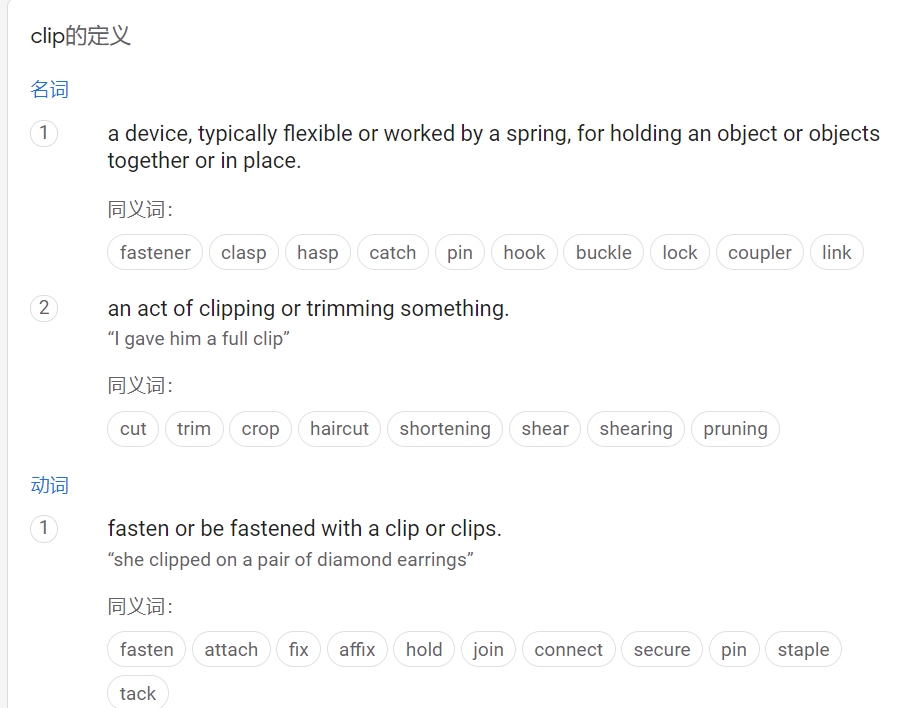 clip的定义
名词
1
a device, typically flexible or worked by a spring, for holding an object or objects
together or in place.
同义词：
fastener clasp hasp catch pin hook buckle lock coupler link
2
an act of clipping or trimming something.
“I gave him a full clip”
同义词：
cut trim crop haircut shortening shear shearing pruning
动词
1
fasten or be fastened with a clip or clips.
“she clipped on a pair of diamond earrings”
同义词：
fasten attach fix affix hold join connect secure pin staple
tack